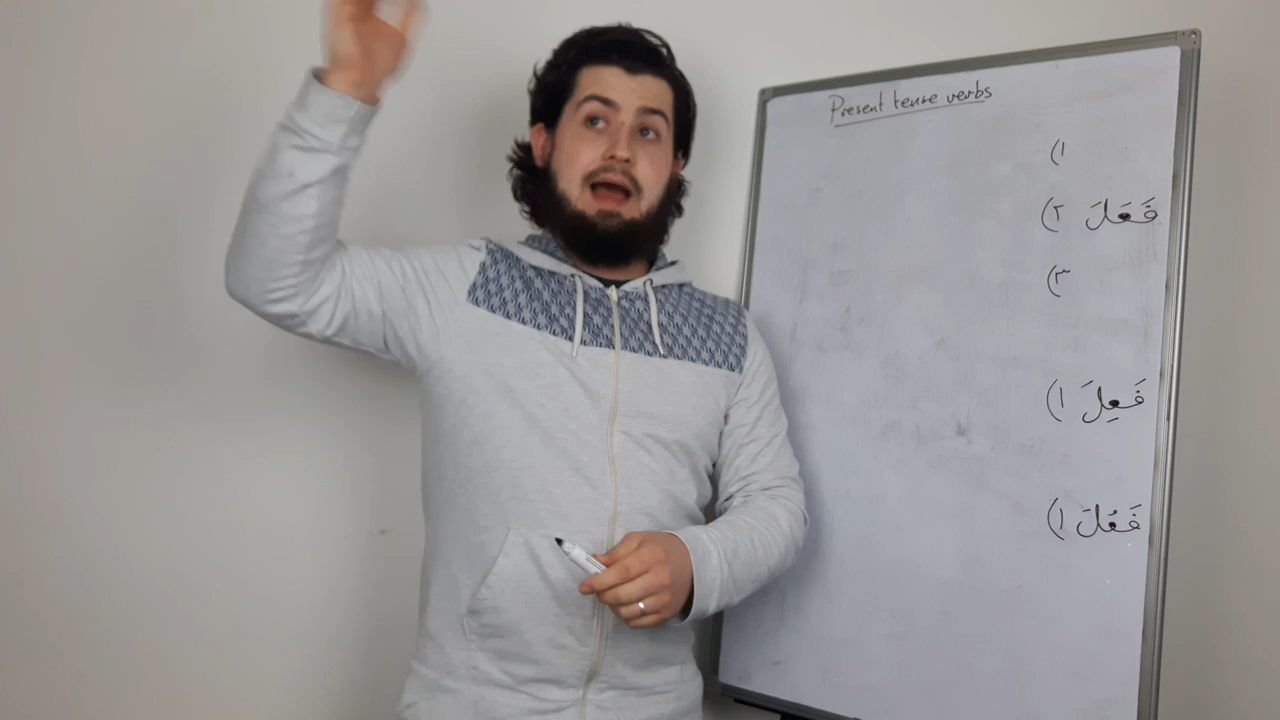 Present tense verbs
(١
فَعَلَ ٢)
(٣
فَعِلَ ١)
فَعُلَ ١)